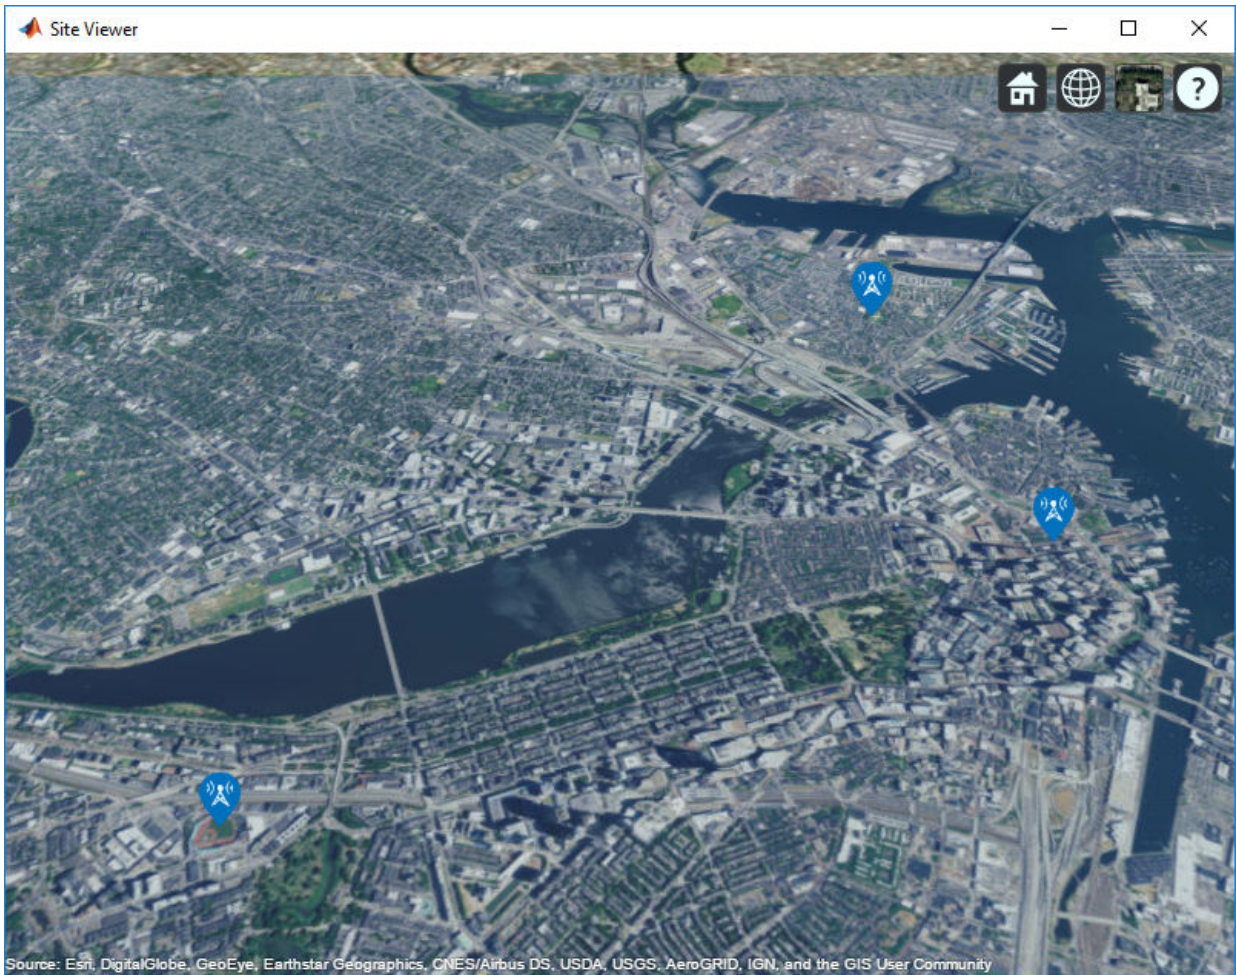 Site Viewer
?
Source: Esri, DigitalGlobe, GeoEye, Earthstar Geographics, CNES/Airbus DS, USDA, USGS, AeroGRID, IGN, and the GIS User Community